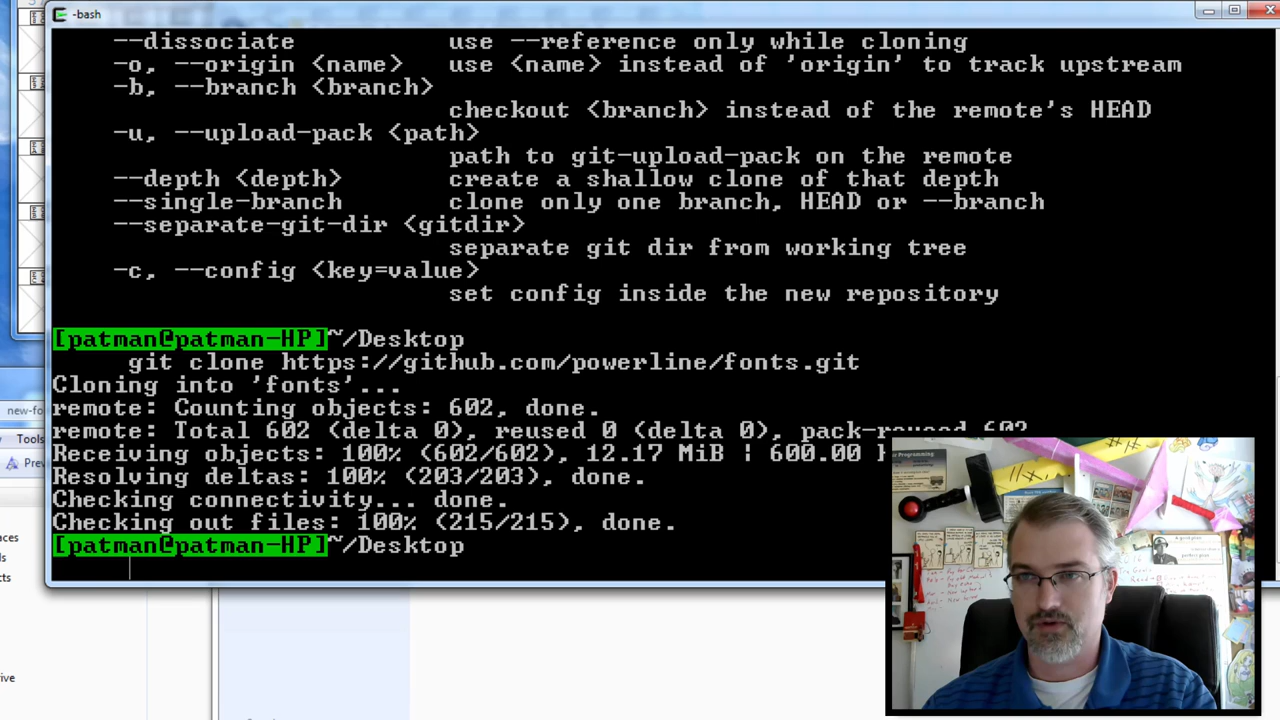 -bash
--dissociate use --reference only while cloning
-o, --origin <name> use <name> instead of 'origin' to track upstream
-b, --branch <branch>
checkout <branch> instead of the remote's HEAD
-u, --upload-pack <path>
path to git-upload-pack on the remote
--depth <depth> create a shallow clone of that depth
--single-branch clone only one branch, HEAD or --branch
--separate-git-dir <gitdir>
separate git dir from working tree
-c, --config <key=value>
set config inside the new repository
[patman@patman-HP]~/Desktop
git clone https://github.com/powerline/fonts.git
Cloning into 'fonts'...
remote: Counting objects: 602, done.
remote: Total 602 (delta 0), reused 0 (delta 0), pack-reused 602
Receiving objects: 100% (602/602), 12.17 MiB | 600.00
Resolving deltas: 100% (203/203), done.
Checking connectivity... done.
Checking out files: 100% (215/215), done.
[patman@patman-HP]~/Desktop
new-fo
Tools
Prev